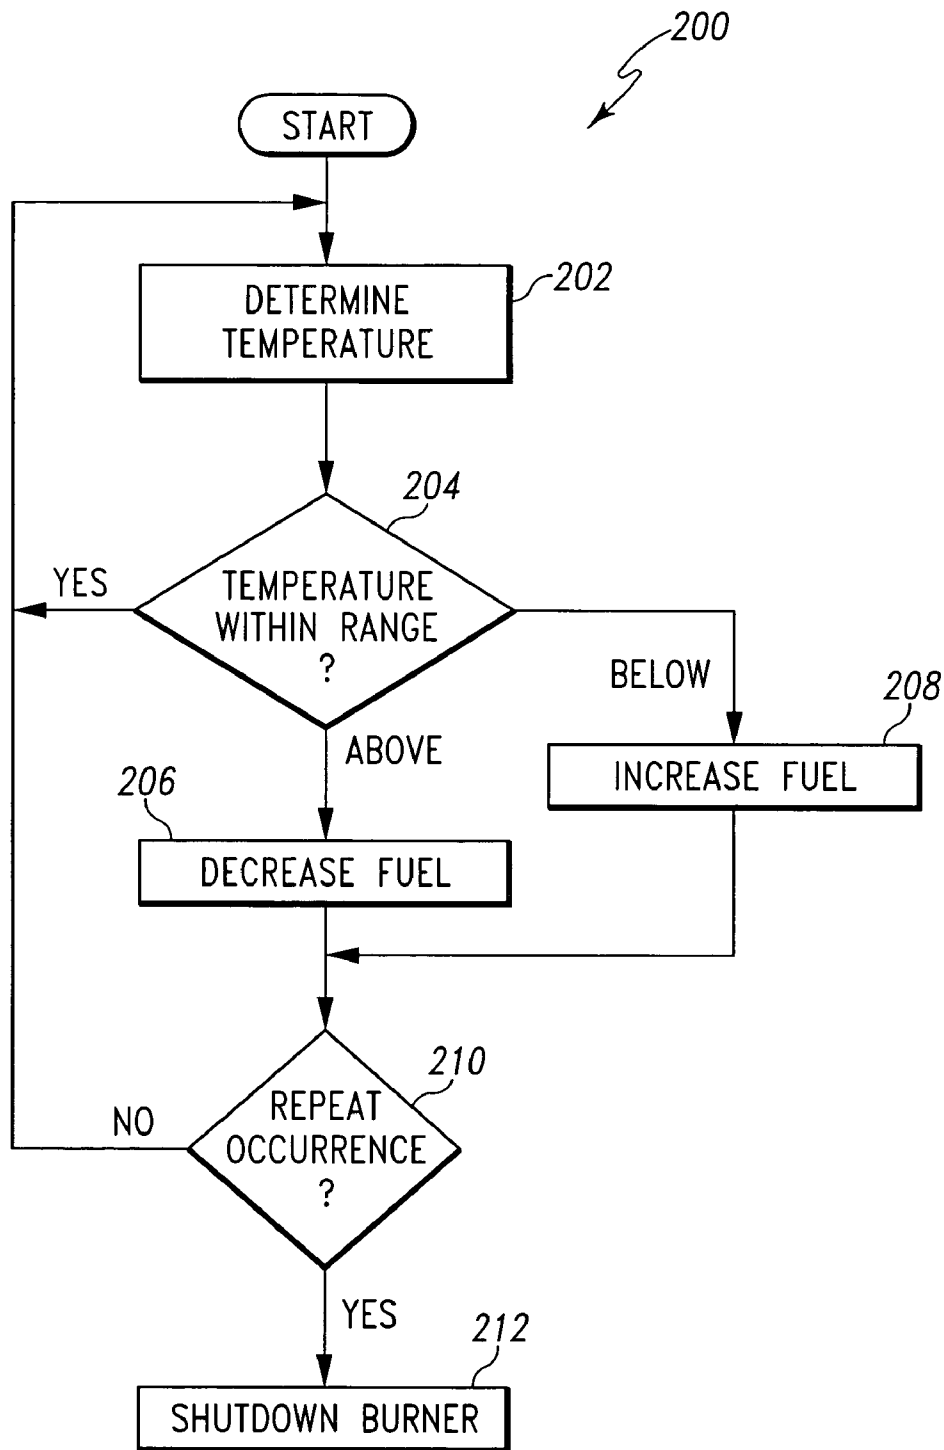 200
START
202
DETERMINE
TEMPERATURE
204
YES
TEMPERATURE
WITHIN RANGE
?
BELOW
208
ABOVE
INCREASE FUEL
206
DECREASE FUEL
210
REPEAT
OCCURRENCE
?
NO
YES
212
SHUTDOWN BURNER